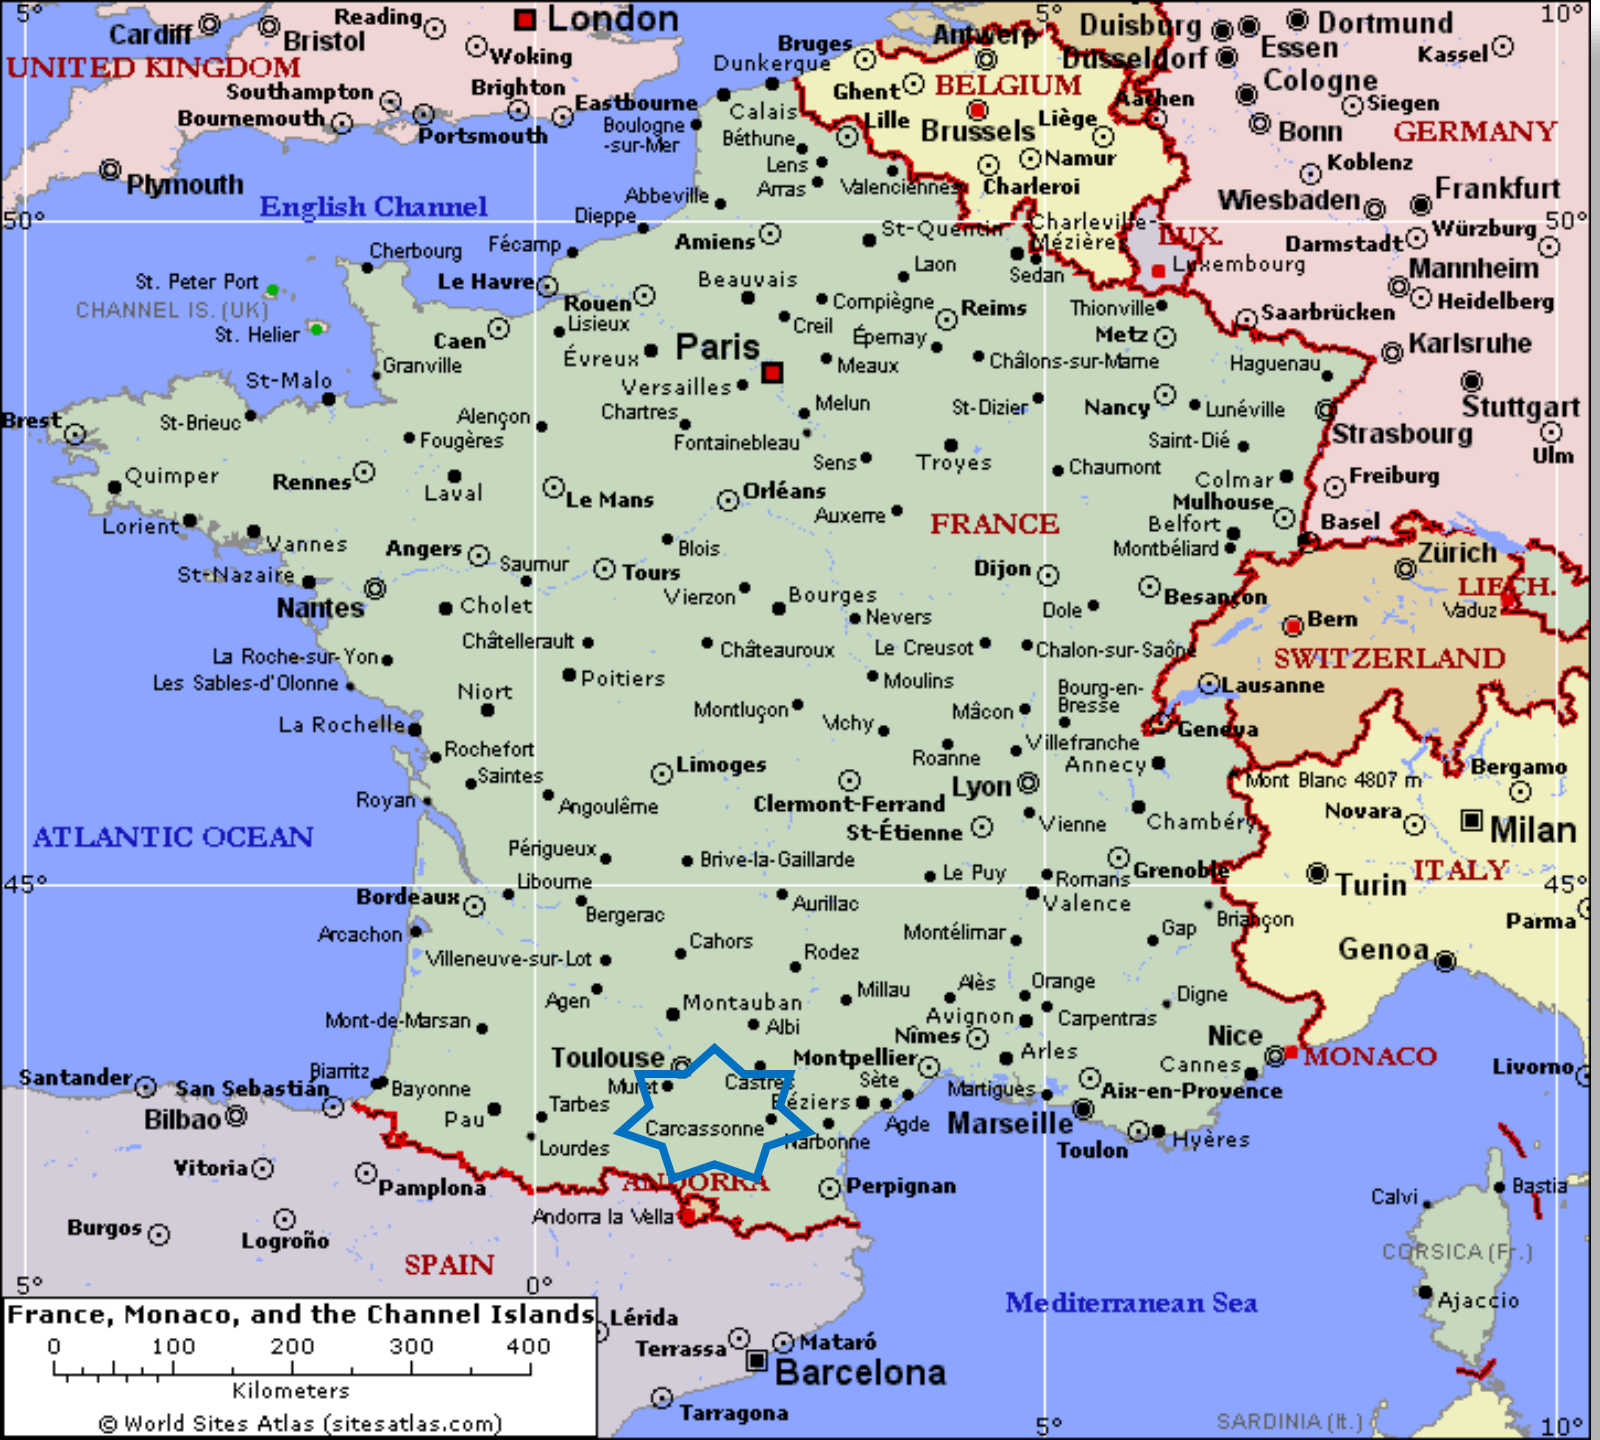 5°
5°
10°
Cardiff
Bristol
Reading
London
Woking
UNITED KINGDOM
Southampton
Brighton
Eastbourne
Bournemouth
Portsmouth
Plymouth
English Channel
Bruges
Antwerp
Duisburg
Dortmund
Essen
Düsseldorf
Kassel
Dunkerque
Ghent
BELGIUM
Cologne
Calais
Aachen
Siegen
Boulogne
-sur-Mer
Béthune
Lille
Brussels
Liège
Bonn
GERMANY
Lens
Namur
Koblenz
Arras
Valenciennes
Charleroi
Wiesbaden
Frankfurt
Abbeville
50°
Dieppe
50°
Fécamp
Amiens
St-Quentin
Charleville-
Mézières
LUX.
Darmstadt
Würzburg
Cherbourg
Laon
Sedan
Luxembourg
Mannheim
St. Peter Port
Le Havre
Rouen
Beauvais
Compiègne
Reims
Thionville
Heidelberg
CHANNEL IS. (UK)
St. Helier
Caen
Lisieux
Creil
Épernay
Metz
Saarbrücken
Karlsruhe
Évreux
Paris
Meaux
Châlons-sur-Marne
Haguenau
Granville
St-Malo
Versailles
Stuttgart
Brest
St-Brieuc
Alençon
Chartres
Melun
St-Dizier
Nancy
Lunéville
Strasbourg
Ulm
Fougères
Fontainebleau
Saint-Dié
Quimper
Rennes
Laval
Sens
Troyes
Chaumont
Colmar
Freiburg
Le Mans
Orléans
Mulhouse
Lorient
Auxerre
FRANCE
Belfort
Basel
Vannes
Angers
Saumur
Blois
Montbéliard
Zürich
St-Nazaire
Tours
Dijon
LIECH.
Nantes
Cholet
Vierzon
Bourges
Nevers
Dole
Besançon
Vaduz
Bern
Châtellerault
Châteauroux
Le Creusot
Chalon-sur-Saône
SWITZERLAND
La Roche-sur-Yon
Les Sables-d'Olonne
Poitiers
Moulins
Bourg-en-
Bresse
Lausanne
Niort
Montluçon
Vichy
Mâcon
Geneva
La Rochelle
Rochefort
Roanne
Villefranche
Annecy
Saintes
Limoges
Lyon
Mont Blanc 4807 m
Bergamo
Royan
Angoulême
Clermont-Ferrand
Novara
ATLANTIC OCEAN
St-Étienne
Vienne
Chambéry
Milan
Périgueux
Brive-la-Gaillarde
Le Puy
Romans
Grenoble
ITALY
45°
Libourne
Turin
45°
Bordeaux
Bergerac
Aurillac
Valence
Briançon
Parma
Arcachon
Cahors
Montélimar
Gap
Genoa
Villeneuve-sur-Lot
Rodez
Agen
Millau
Alès
Orange
Digne
Mont-de-Marsan
Montauban
Albi
Avignon
Carpentras
Nîmes
Nice
Toulouse
Montpellier
Arles
Cannes
MONACO
Livorno
Santander
San Sebastián
Biarritz
Bayonne
Muret
Castres
Sète
Martigues
Aix-en-Provence
Bilbao
Pau
Tarbes
Béziers
Agde
Marseille
Carcassonne
Narbonne
Toulon
Hyères
Lourdes
Vitoria
Pamplona
ANDORRA
Perpignan
Calvi
Bastia
Burgos
Logroño
Andorra la Vella
SPAIN
CORSICA (Fr.)
5°
0°
Mediterranean Sea
Ajaccio
France, Monaco, and the Channel Islands
0 100 200 300 400
Kilometers
© World Sites Atlas (sitesatlas.com)
Lérida
Terrassa
Mataró
Barcelona
Tarragona
5°
SARDINIA (It.)
10°